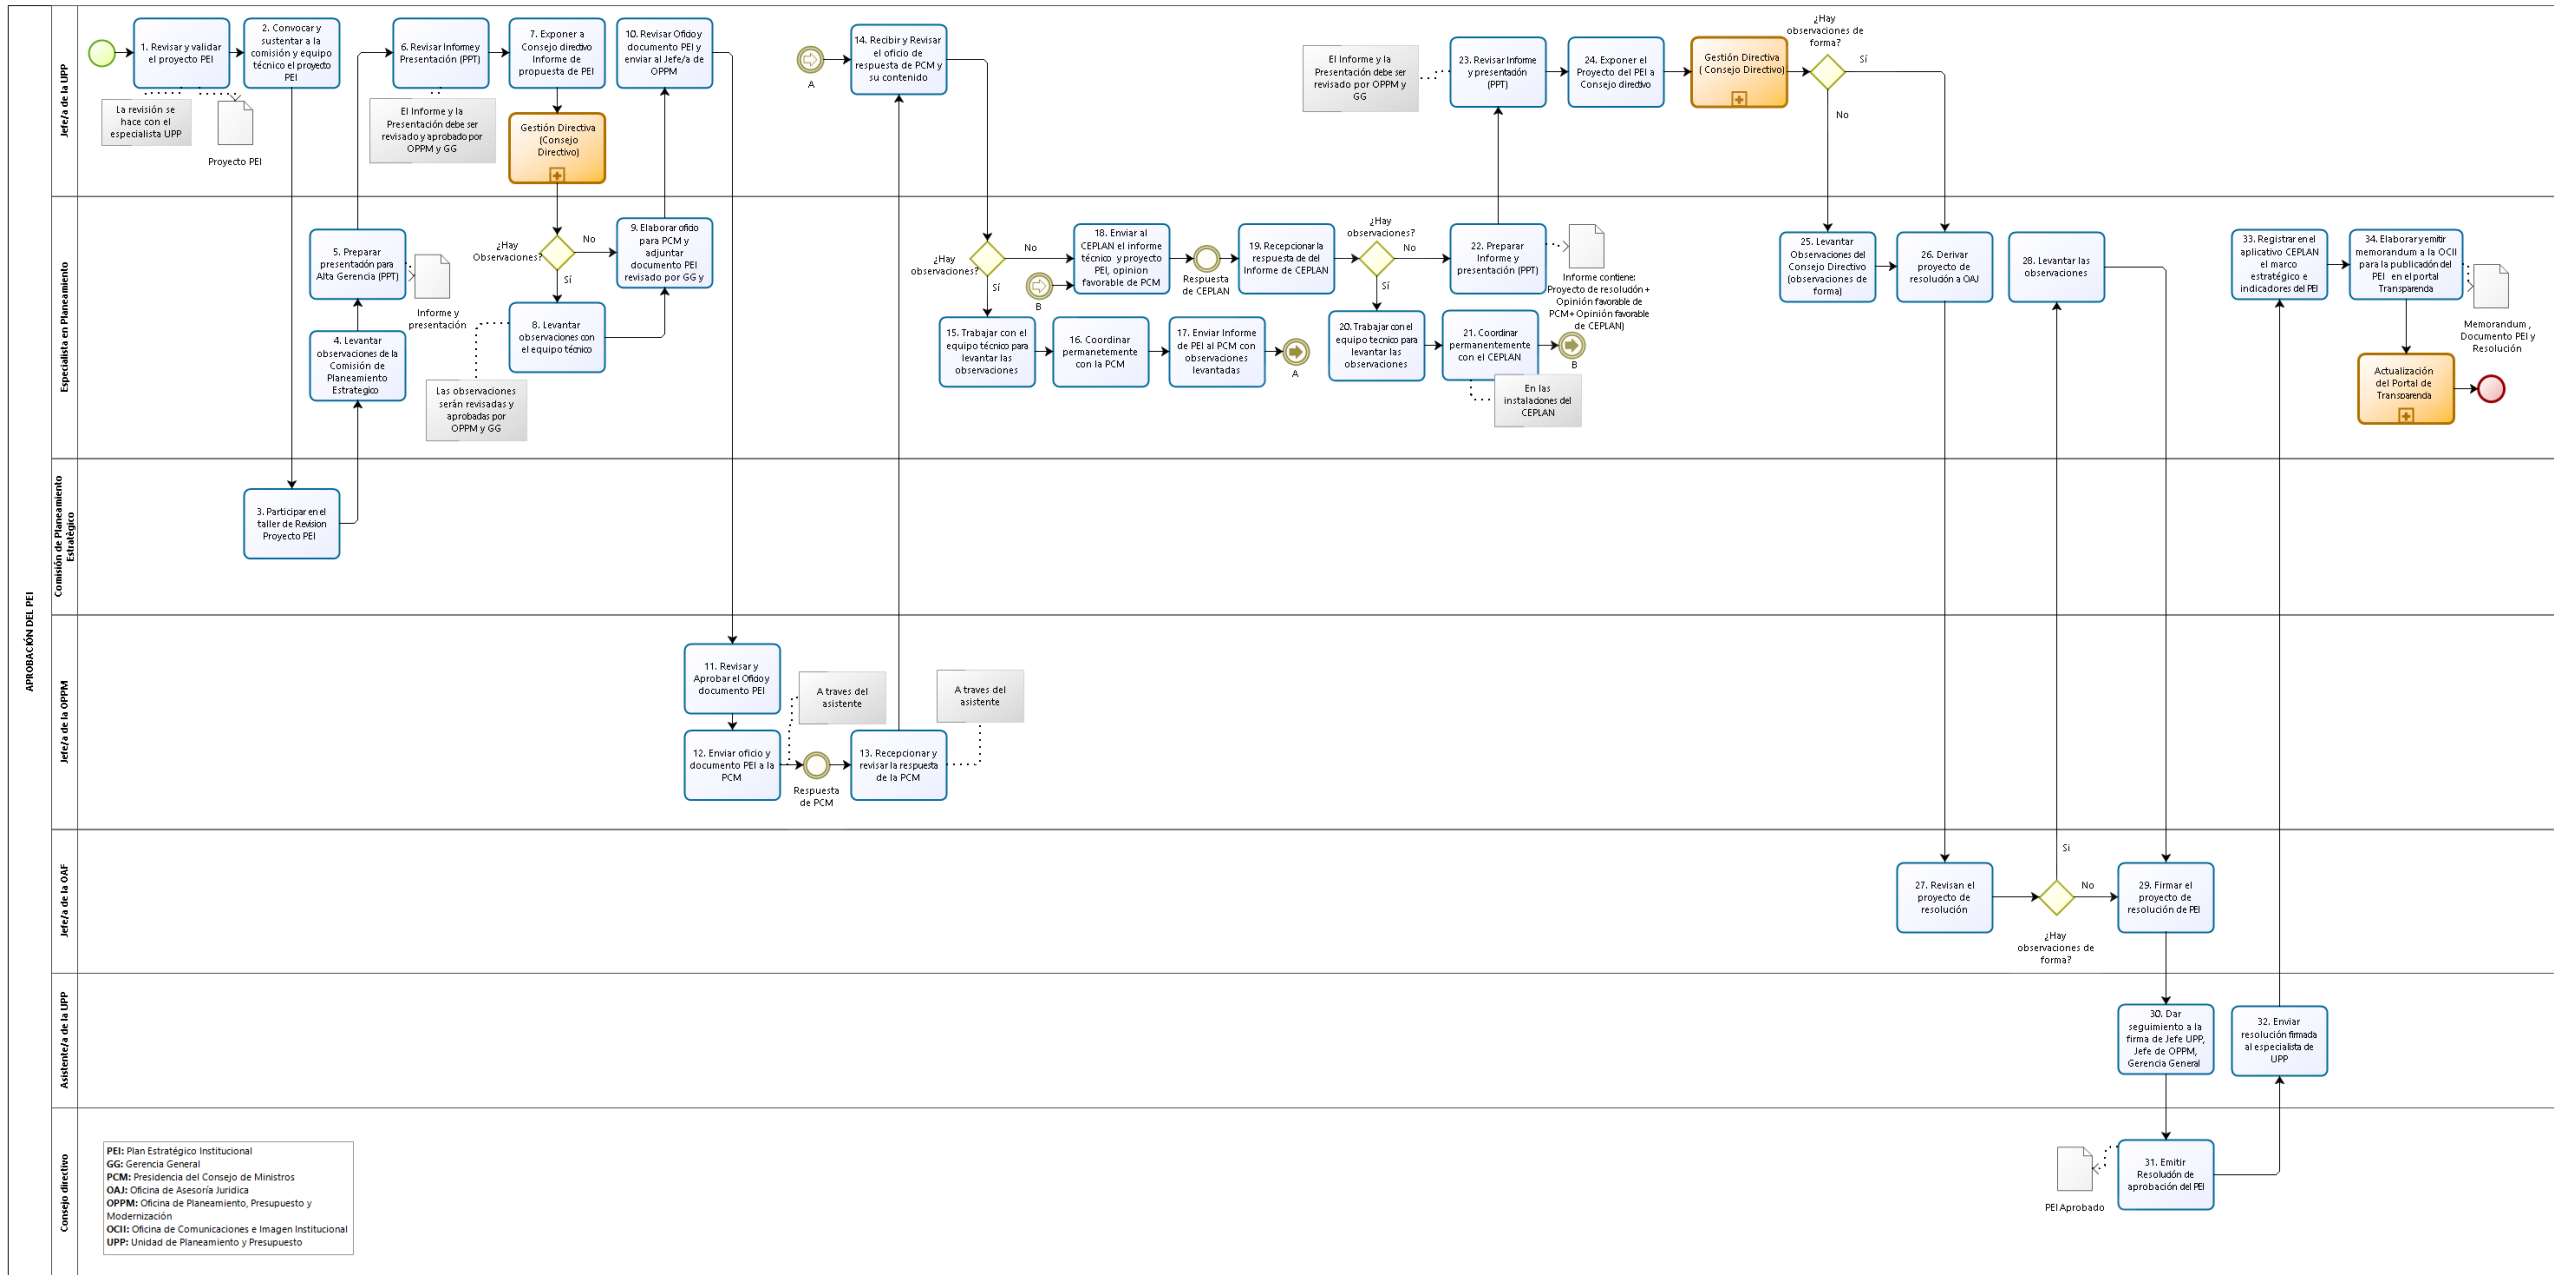 APROBACIÓN DEL PEI
Jefe/a de la UPP
1. Revisar y validar
el proyecto PEI
2. Convocar y
sustentar a la
comisión y equipo
técnico el proyecto
PEI
La revisión se
hace con el
especialista UPP
Proyecto PEI
6. Revisar Informe y
Presentación (PPT)
El Informe y la
Presentación debe ser
revisado y aprobado por
OPPM y GG
7. Exponer a
Consejo directivo
Informe de
propuesta de PEI
Gestión Directiva
(Consejo
Directivo)
10. Revisar Oficio y
documento PEI y
enviar al Jefe/a de
OPPM
A
14. Recibir y Revisar
el oficio de
respuesta de PCM y
su contenido
El Informe y la
Presentación debe ser
revisado por OPPM y
GG
23. Revisar Informe
y presentación
(PPT)
24. Exponer el
Proyecto del PEI a
Consejo directivo
Gestión Directiva
( Consejo Directivo)
¿Hay
observaciones de
forma?
Sí
No
Especialista en Planeamiento
5. Preparar
presentación para
Alta Gerencia (PPT)
Informe y
presentación
4. Levantar
observaciones de la
Comisión de
Planeamiento
Estrategico
¿Hay
Observaciones?
No
Sí
8. Levantar
observaciones con
el equipo técnico
Las observaciones
serán revisadas y
aprobadas por
OPPM y GG
9. Elaborar oficio
para PCM y
adjuntar
documento PEI
revisado por GG y
¿Hay
observaciones?
No
Sí
B
15. Trabajar con el
equipo técnico para
levantar las
observaciones
16. Coordinar
permanetemente
con la PCM
17. Enviar Informe
de PEI al PCM con
observaciones
levantadas
A
18. Enviar al
CEPLAN el informe
técnico y proyecto
PEI, opinion
favorable de PCM
Respuesta
de CEPLAN
19. Recepcionar la
respuesta de del
Informe de CEPLAN
¿Hay
observaciones?
No
Sí
20. Trabajar con el
equipo tecnico para
levantar las
observaciones
21. Coordinar
permanentemente
con el CEPLAN
B
En las
instalaciones del
CEPLAN
22. Preparar
Informe y
presentación (PPT)
Informe contiene:
Proyecto de resolución +
Opinión favorable de
PCM+ Opinión favorable
de CEPLAN)
25. Levantar
Observaciones del
Consejo Directivo
(observaciones de
forma)
26. Derivar
proyecto de
resolución a OAJ
28. Levantar las
observaciones
33. Registrar en el
aplicativo CEPLAN
el marco
estratégico e
indicadores del PEI
34. Elaborar y emitir
memorandum a la OCII
para la publicación del
PEI en el portal
Transparencia
Memorandum ,
Documento PEI y
Resolución
Actualización
del Portal de
Transparencia
Comisión de Planeamiento
Estratégico
3. Participar en el
taller de Revision
Proyecto PEI
Jefe/a de la OPPM
11. Revisar y
Aprobar el Oficio y
documento PEI
12. Enviar oficio y
documento PEI a la
PCM
A traves del
asistente
Respuesta
de PCM
13. Recepcionar y
revisar la respuesta
de la PCM
A traves del
asistente
Jefe/a de la OAF
27. Revisan el
proyecto de
resolución
Si
No
¿Hay
observaciones de
forma?
29. Firmar el
proyecto de
resolución de PEI
Asistente/a de la UPP
30. Dar
seguimiento a la
firma de Jefe UPP,
Jefe de OPPM,
Gerencia General
32. Enviar
resolución firmada
al especialista de
UPP
Consejo directivo
PEI: Plan Estratégico Institucional
GG: Gerencia General
PCM: Presidencia del Consejo de Ministros
OAJ: Oficina de Asesoría Juridica
OPPM: Oficina de Planeamiento, Presupuesto y
Modernización
OCII: Oficina de Comunicaciones e Imagen Institucional
UPP: Unidad de Planeamiento y Presupuesto
PEI Aprobado
31. Emitir
Resolución de
aprobación del PEI